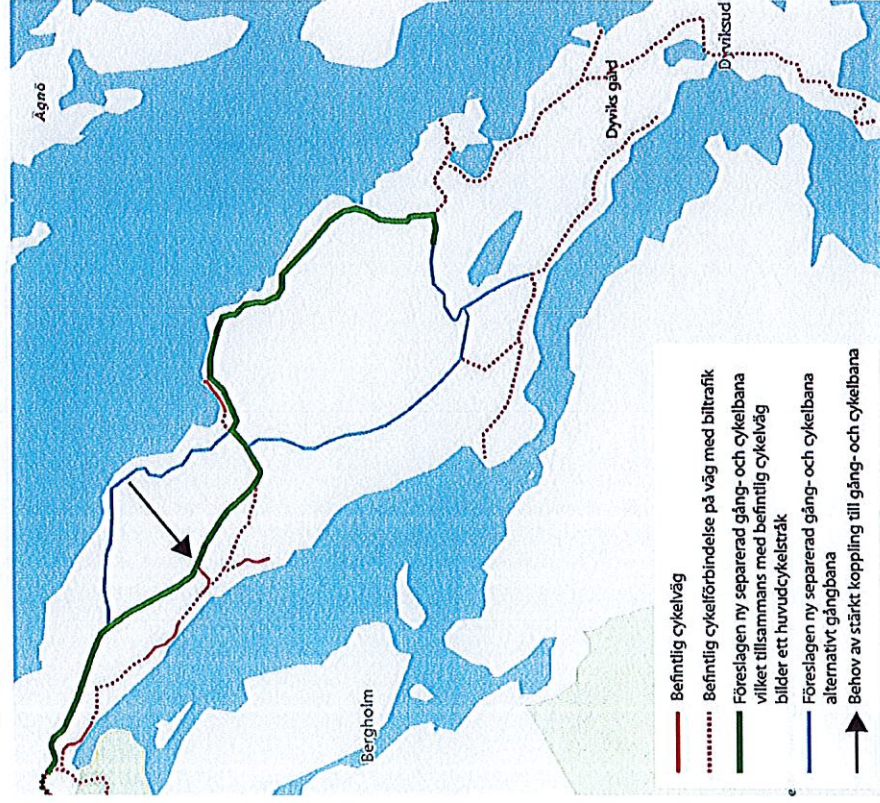 Ägnö
Dyviks gård
Dyviksud
Bergholm
Befintlig cykelväg
Befintlig cykelförbindelse på väg med biltrafik
Föreslagen ny separerad gång- och cykelbana
vilket tillsammans med befintlig cykelväg
bilder ett huvudcykelstråk
Föreslagen ny separerad gång- och cykelbana
alternativt gångbana
Behov av stärkt koppling till gång- och cykelbana
e